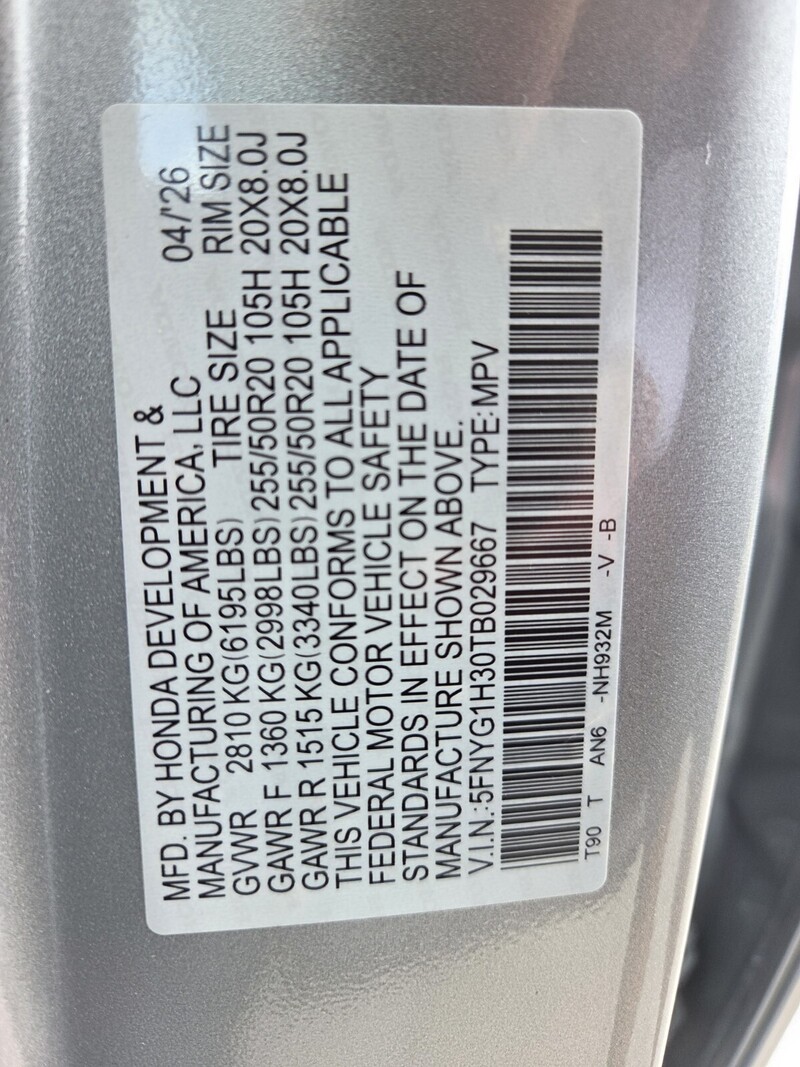 MFD. BY HONDA DEVELOPMENT &
MANUFACTURING OF AMERICA, LLC 04/'26
GVWR 2810 KG(6195LBS) TIRE SIZE RIM SIZE
GAWR F 1360 KG(2998LBS) 255/50R20 105H 20X8.0J
GAWR R 1515 KG(3340LBS) 255/50R20 105H 20X8.0J
THIS VEHICLE CONFORMS TO ALL APPLICABLE
FEDERAL MOTOR VEHICLE SAFETY
STANDARDS IN EFFECT ON THE DATE OF
MANUFACTURE SHOWN ABOVE.
V.I.N.:5FNYG1H30TB029667 TYPE:MPV
T90 T AN6 -NH932M -V -B